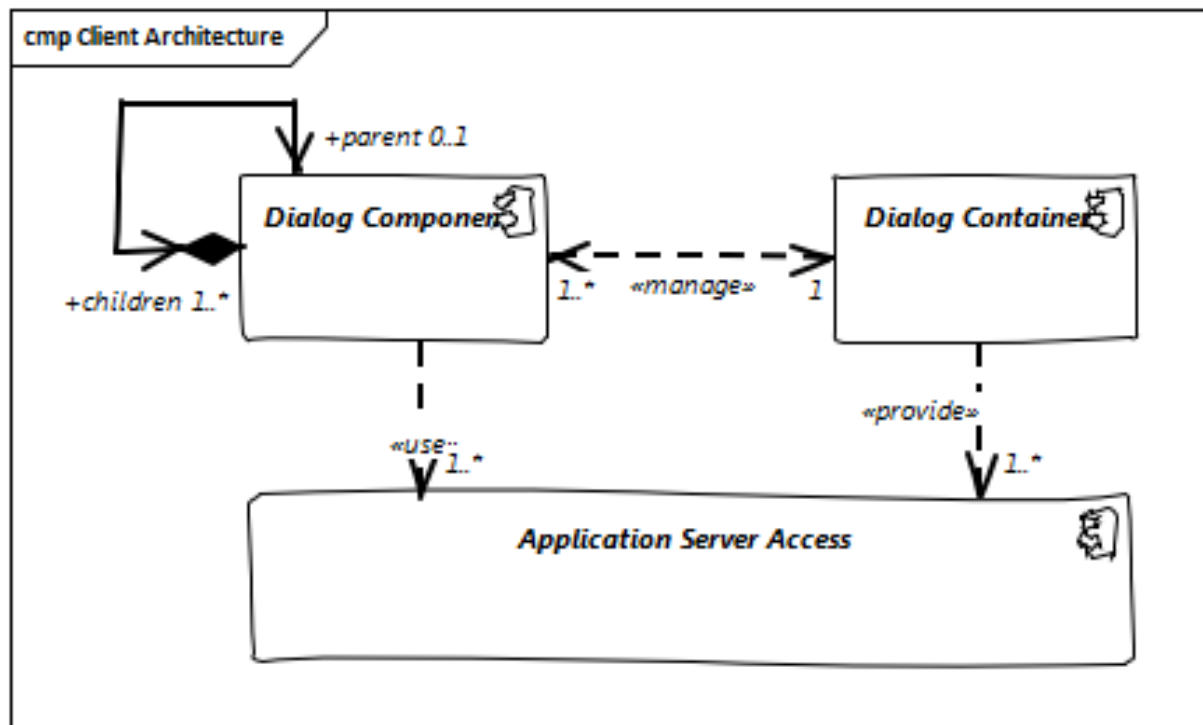 cmp Client Architecture
+parent 0..1
Dialog Componen
Dialog Container
+children 1..*
1..*
«manage»
1
«provide»
«use
1..*
1..*
Application Server Access